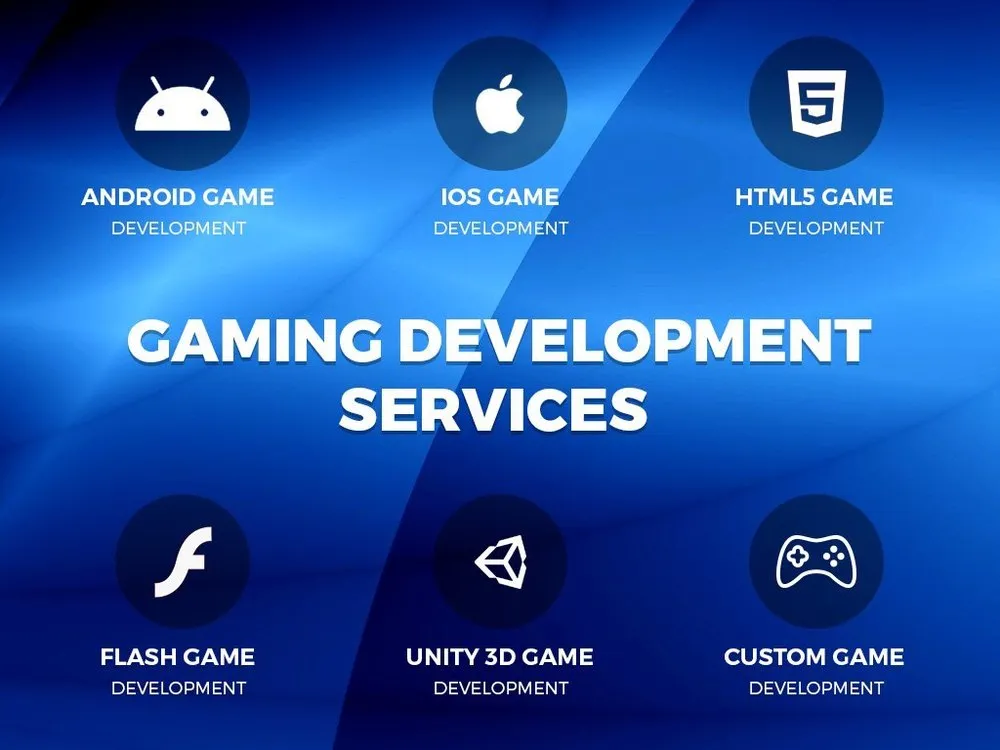 ANDROID GAME
DEVELOPMENT
IOS GAME
DEVELOPMENT
HTML5 GAME
DEVELOPMENT
GAMING DEVELOPMENT
SERVICES
FLASH GAME
DEVELOPMENT
UNITY 3D GAME
DEVELOPMENT
CUSTOM GAME
DEVELOPMENT